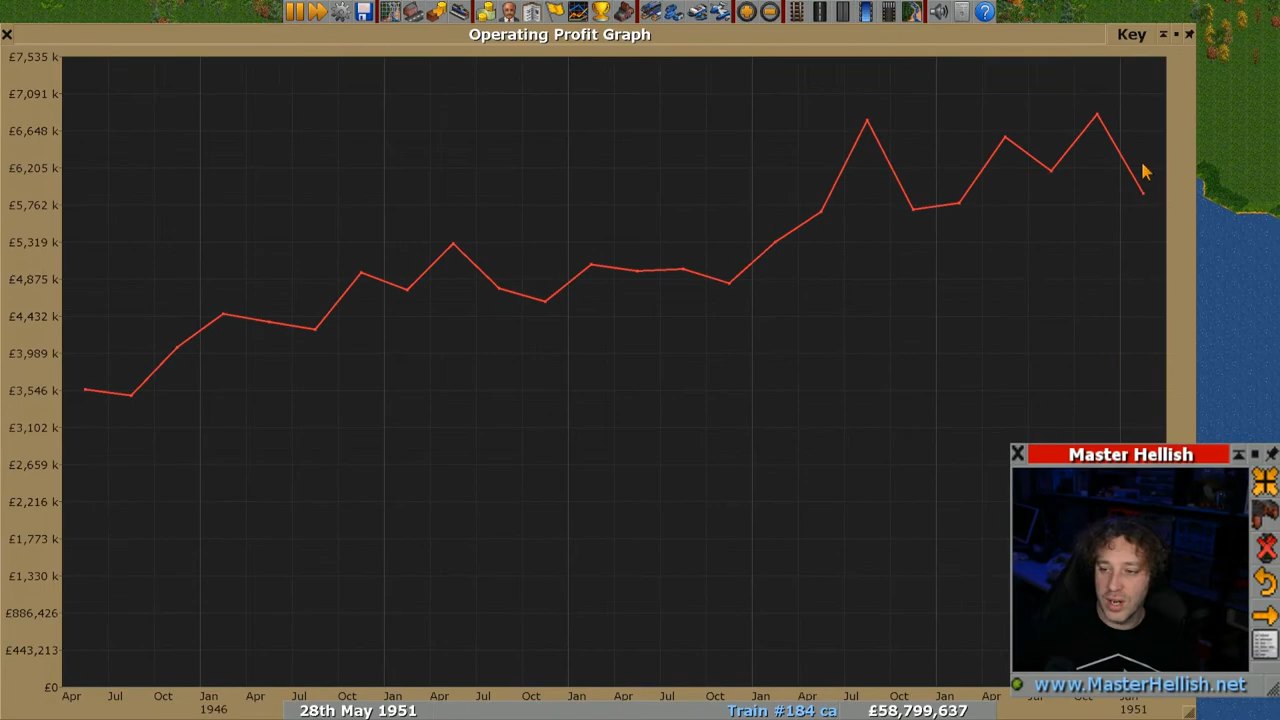 Operating Profit Graph
Key
£7,535 k
£7,091 k
£6,648 k
£6,205 k
£5,762 k
£5,319 k
£4,875 k
£4,432 k
£3,989 k
£3,546 k
£3,102 k
£2,659 k
£2,216 k
£1,773 k
£1,330 k
£886,426
£443,213
£0
Apr Jul Oct Jan Apr Jul Oct Jan Apr Jul Oct Jan Apr Jul Oct Jan Apr Jul Oct Jan Apr
1946 1951
Master Hellish
www.MasterHellish.net
28th May 1951 Train #184 ca £58,799,637